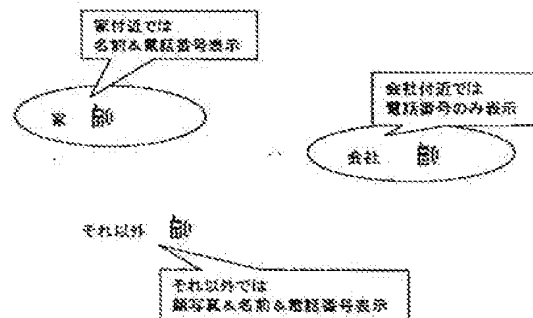 家付近では
名前&電話番号表示
家
会社付近では
電話番号のみ表示
会社
それ以外
それ以外では
顔写真&名前&電話番号表示